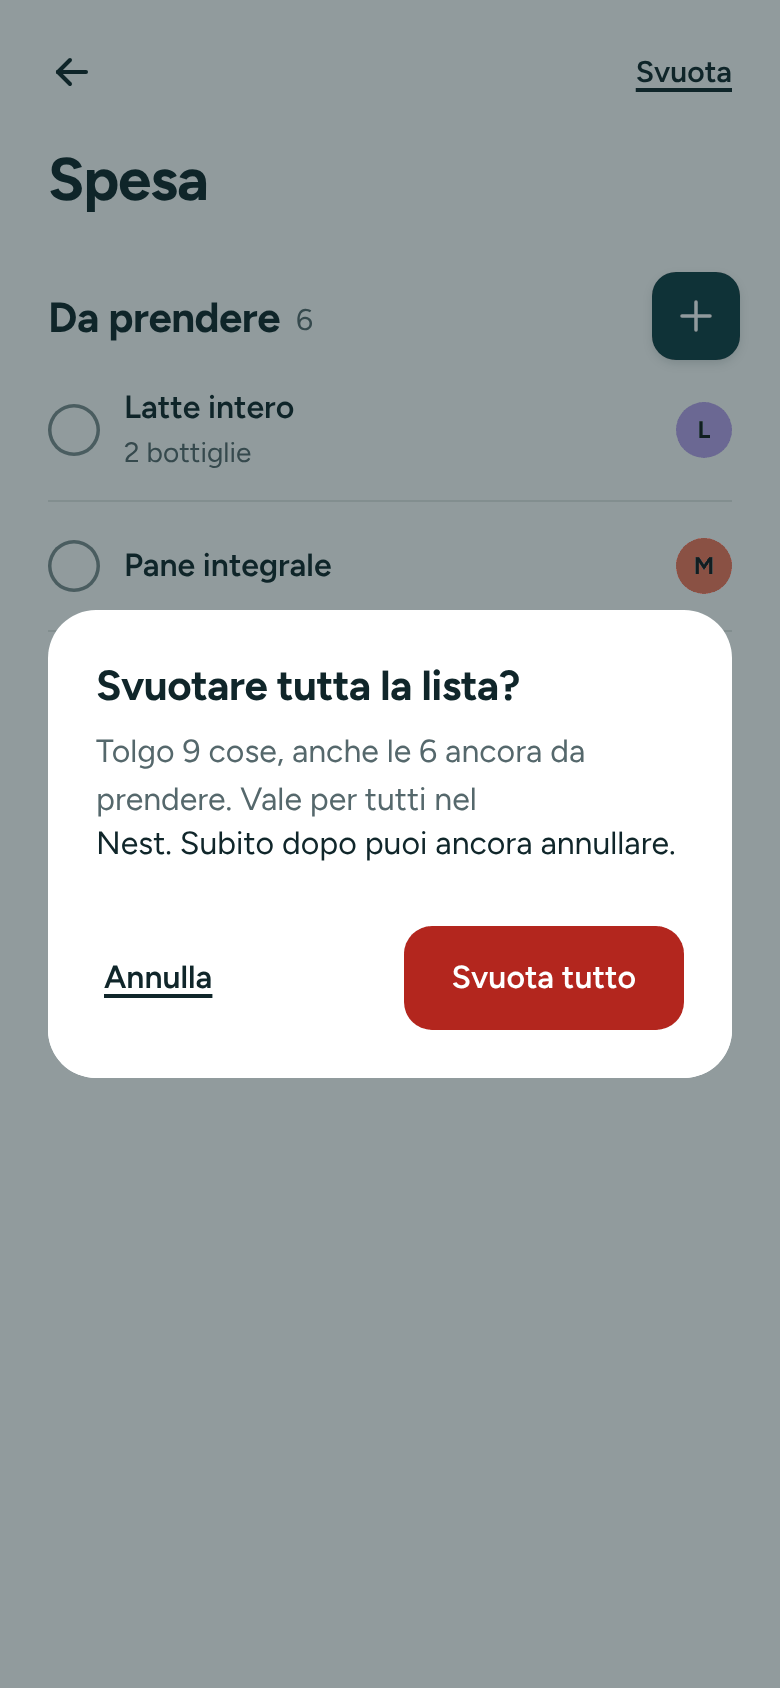 Svuota
Spesa
Da prendere 6
Latte intero
2 bottiglie
L
Pane integrale
M
Svuotare tutta la lista?
Tolgo 9 cose, anche le 6 ancora da
prendere. Vale per tutti nel
Nest. Subito dopo puoi ancora annullare.
Annulla
Svuota tutto